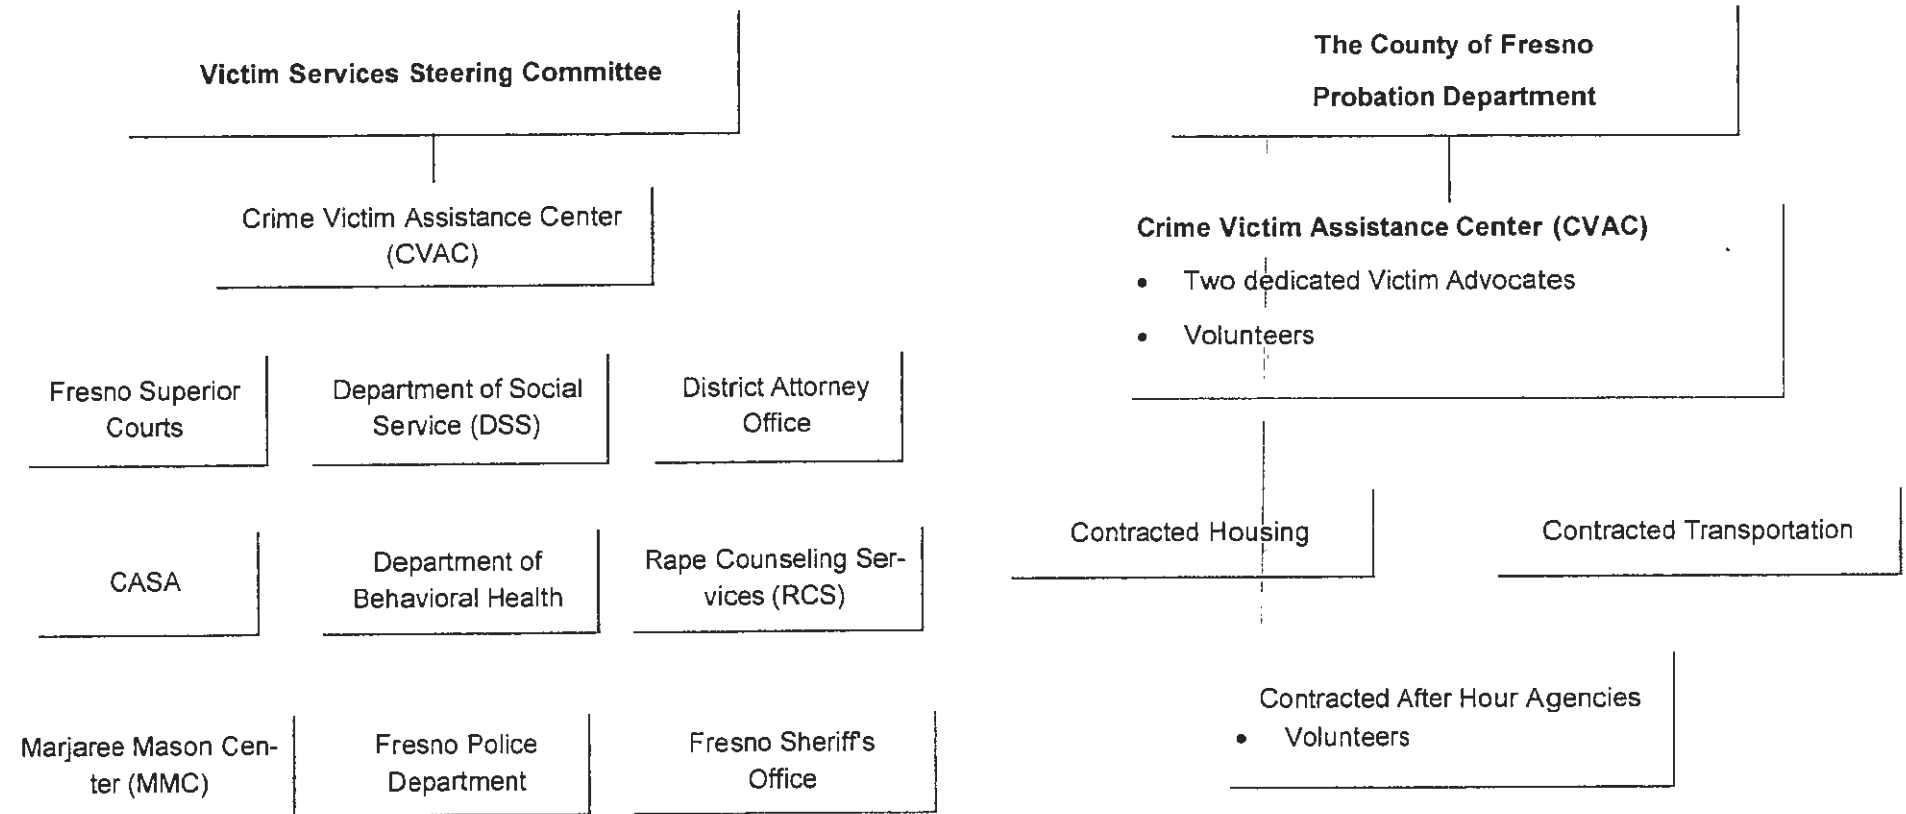 Victim Services Steering Committee
Crime Victim Assistance Center
(CVAC)
Fresno Superior
Courts
Department of Social
Service (DSS)
District Attorney
Office
CASA
Department of
Behavioral Health
Rape Counseling Ser-
vices (RCS)
Marjaree Mason Cen-
ter (MMC)
Fresno Police
Department
Fresno Sheriff's
Office
The County of Fresno
Probation Department
Crime Victim Assistance Center (CVAC)
• Two dedicated Victim Advocates
• Volunteers
Contracted Housing
Contracted Transportation
Contracted After Hour Agencies
• Volunteers